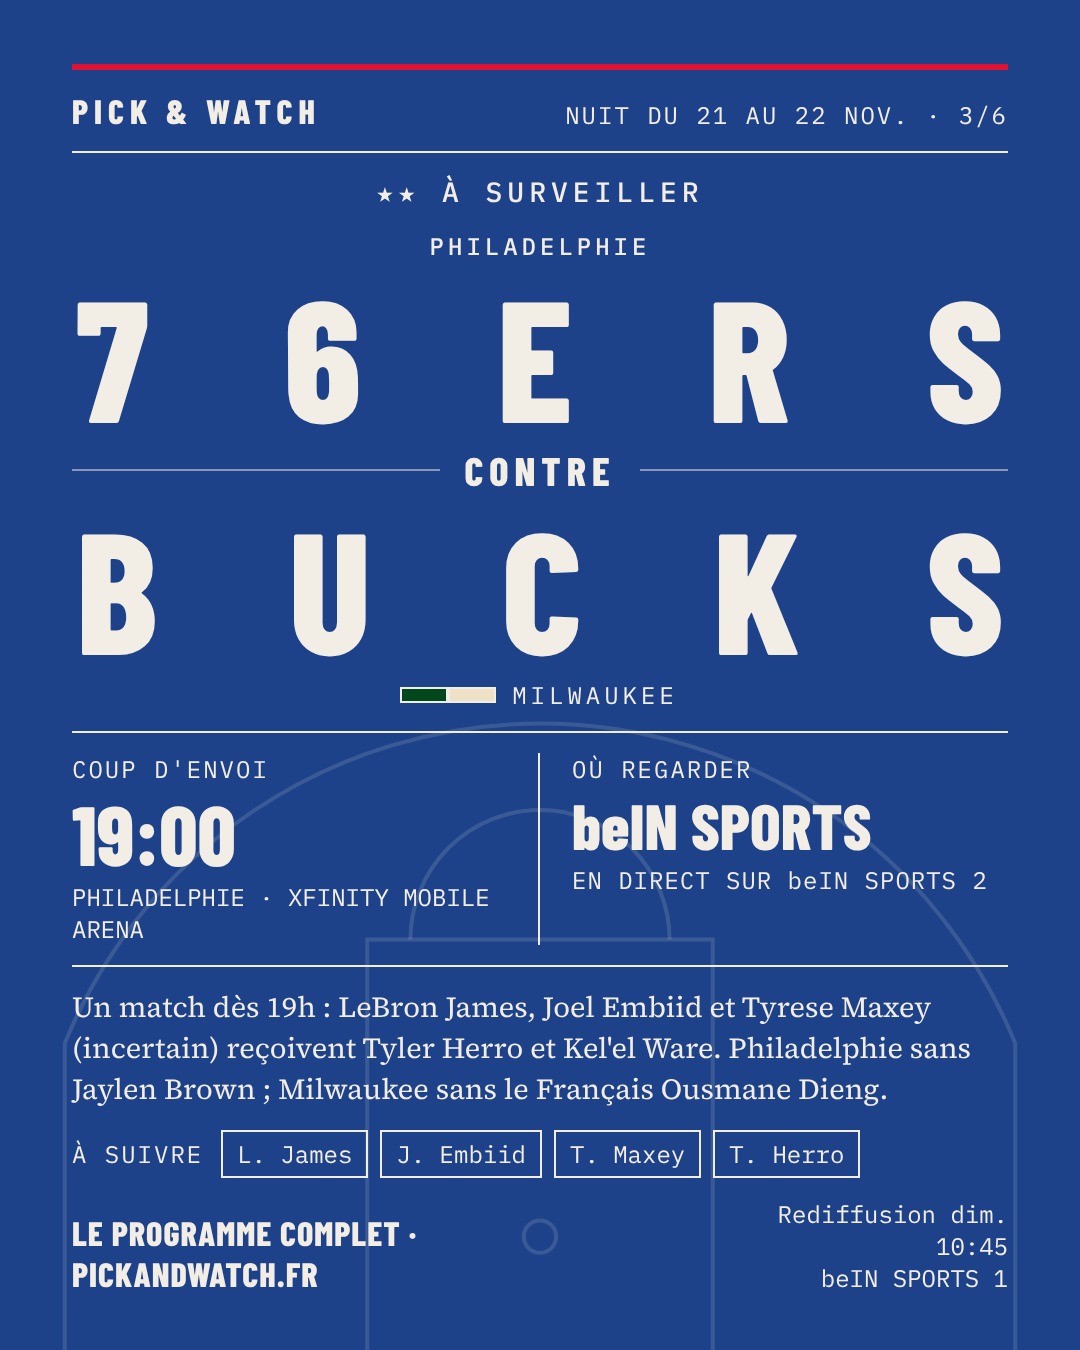 PICK & WATCH
NUIT DU 21 AU 22 NOV. · 3/6
★★ À SURVEILLER
PHILADELPHIE
76ERS
CONTRE
BUCKS
MILWAUKEE
COUP D'ENVOI
19:00
PHILADELPHIE · XFINITY MOBILE
ARENA
OÙ REGARDER
beIN SPORTS
EN DIRECT SUR beIN SPORTS 2
Un match dès 19h : LeBron James, Joel Embiid et Tyrese Maxey
(incertain) reçoivent Tyler Herro et Kel'el Ware. Philadelphie sans
Jaylen Brown ; Milwaukee sans le Français Ousmane Dieng.
À SUIVRE L. James J. Embiid T. Maxey T. Herro
LE PROGRAMME COMPLET ·
PICKANDWATCH.FR
Rediffusion dim.
10:45
beIN SPORTS 1